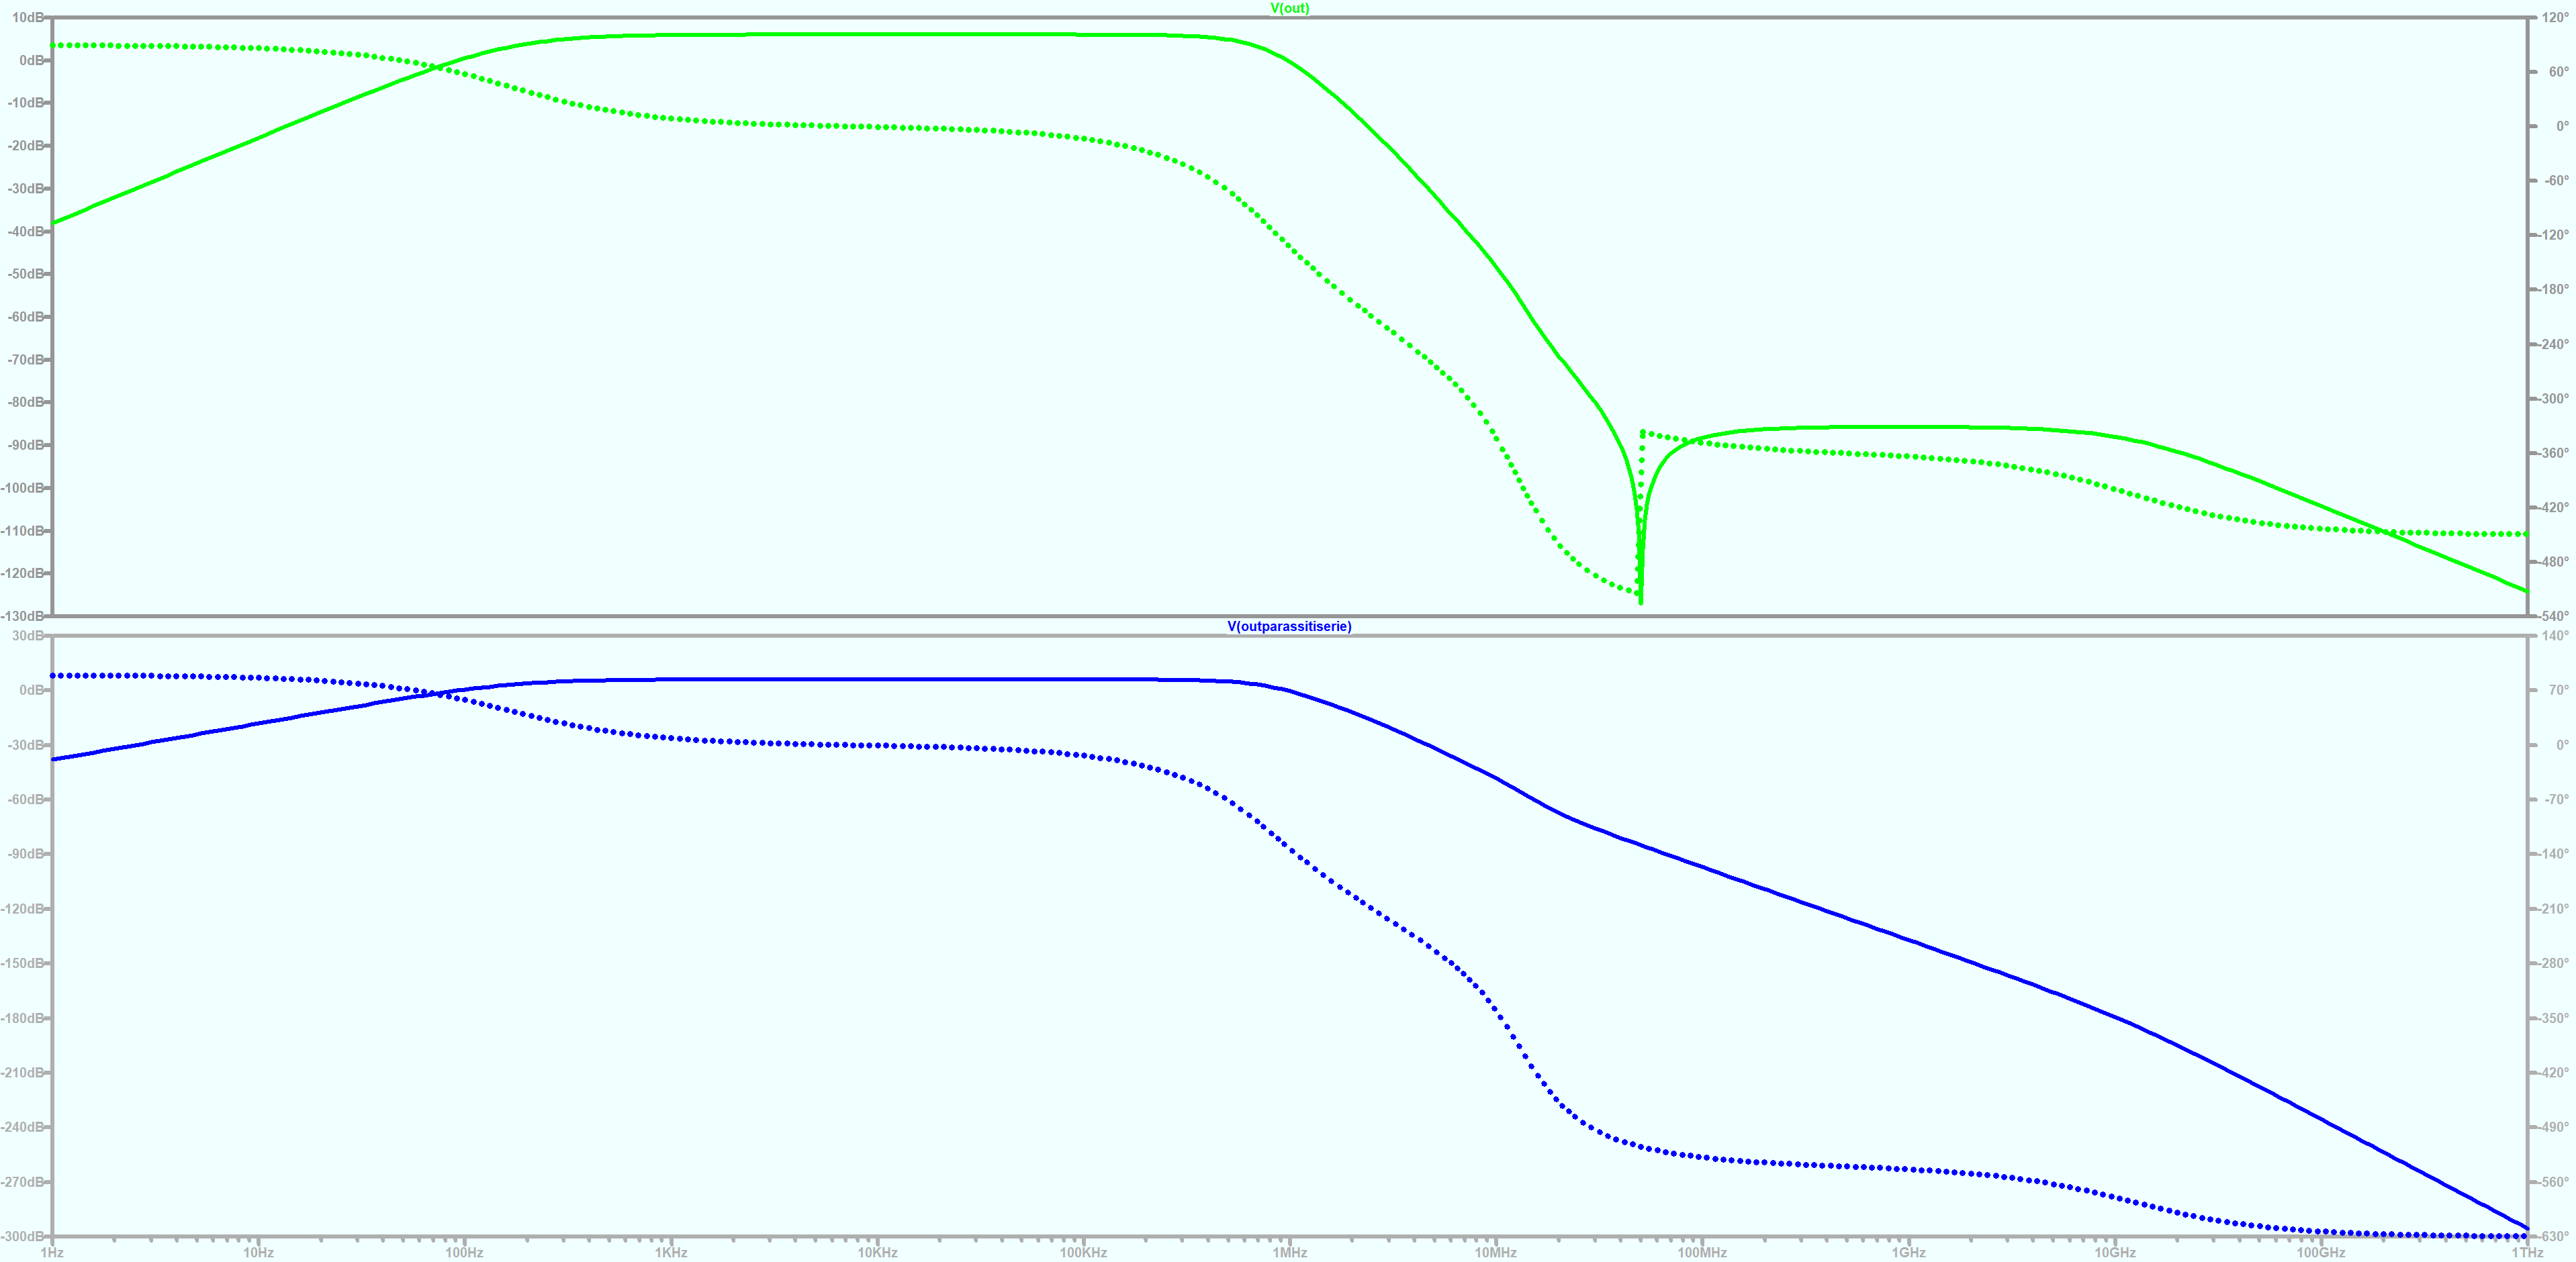 V(out)
10dB
0dB
-10dB
-20dB
-30dB
-40dB
-50dB
-60dB
-70dB
-80dB
-90dB
-100dB
-110dB
-120dB
-130dB
120°
60°
0°
-60°
-120°
-180°
-240°
-300°
-360°
-420°
-480°
-540°
V(outparassitiserie)
30dB
0dB
-30dB
-60dB
-90dB
-120dB
-150dB
-180dB
-210dB
-240dB
-270dB
-300dB
140°
70°
0°
-70°
-140°
-210°
-280°
-350°
-420°
-490°
-560°
-630°
1Hz 10Hz 100Hz 1KHz 10KHz 100KHz 1MHz 10MHz 100MHz 1GHz 10GHz 100GHz 1THz